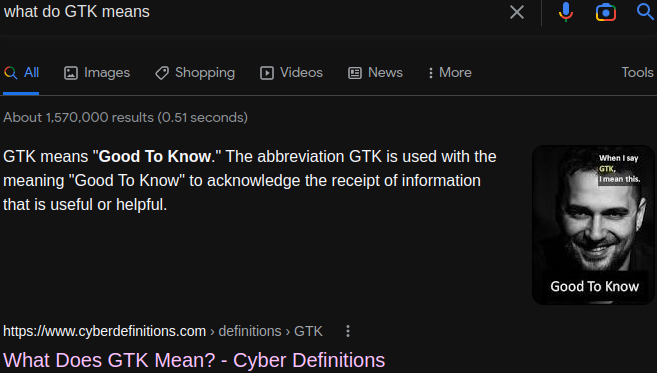 what do GTK means
All Images Shopping Videos News More Tools
About 1,570,000 results (0.51 seconds)
GTK means "Good To Know." The abbreviation GTK is used with the
meaning "Good To Know" to acknowledge the receipt of information
that is useful or helpful.
When I say
GTK,
I mean this.
Good To Know
https://www.cyberdefinitions.com › definitions › GTK
What Does GTK Mean? - Cyber Definitions